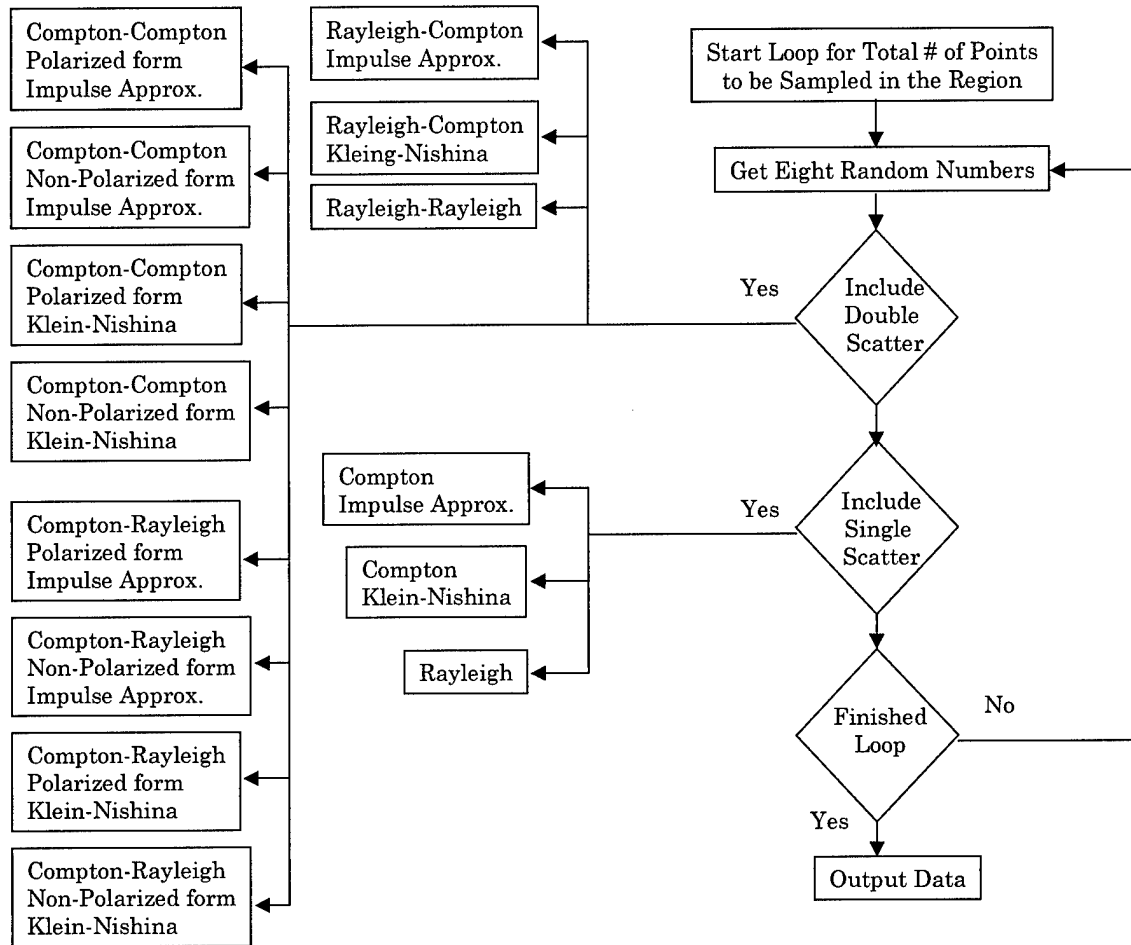 Compton-Compton
Polarized form
Impulse Approx.
Compton-Compton
Non-Polarized form
Impulse Approx.
Compton-Compton
Polarized form
Klein-Nishina
Compton-Compton
Non-Polarized form
Klein-Nishina
Compton-Rayleigh
Polarized form
Impulse Approx.
Compton-Rayleigh
Non-Polarized form
Impulse Approx.
Compton-Rayleigh
Polarized form
Klein-Nishina
Compton-Rayleigh
Non-Polarized form
Klein-Nishina
Rayleigh-Compton
Impulse Approx.
Rayleigh-Compton
Kleing-Nishina
Rayleigh-Rayleigh
Compton
Impulse Approx.
Compton
Klein-Nishina
Rayleigh
Start Loop for Total # of Points
to be Sampled in the Region
Get Eight Random Numbers
Yes
Include
Double
Scatter
Yes
Include
Single
Scatter
Finished
Loop
No
Yes
Output Data